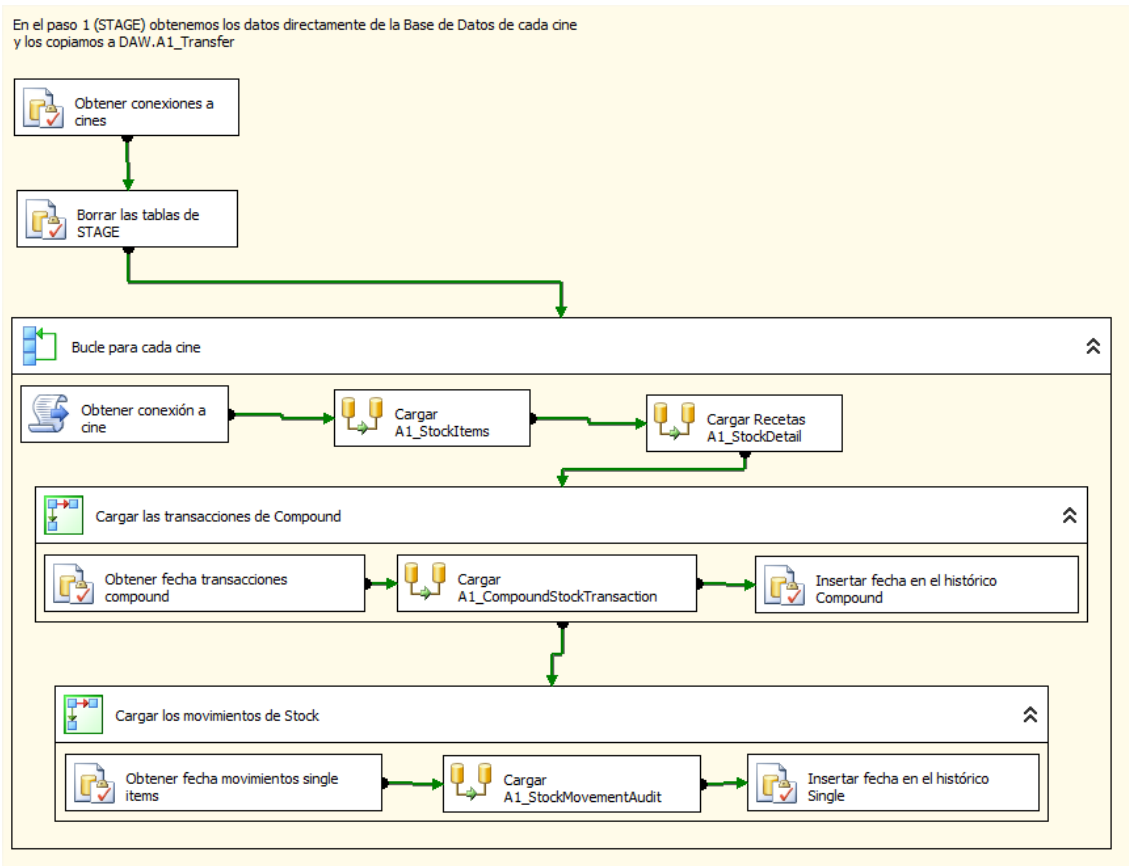 En el paso 1 (STAGE) obtenemos los datos directamente de la Base de Datos de cada cine
y los copiamos a DAW.A1_Transfer
Obtener conexiones a
cines
Borrar las tablas de
STAGE
Bucle para cada cine
Obtener conexión a
cine
Cargar
A1_StockItems
Cargar Recetas
A1_StockDetail
Cargar las transacciones de Compound
Obtener fecha transacciones
compound
Cargar
A1_CompoundStockTransaction
Insertar fecha en el histórico
Compound
Cargar los movimientos de Stock
Obtener fecha movimientos single
items
Cargar
A1_StockMovementAudit
Insertar fecha en el histórico
Single